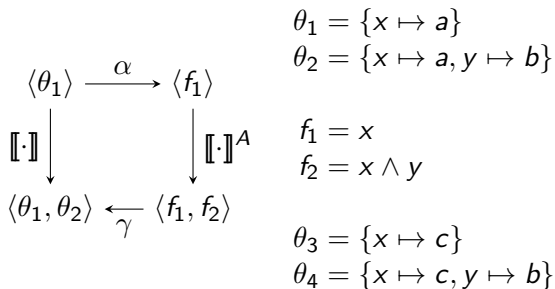 θ₁ = {x ↦ a}
θ₂ = {x ↦ a, y ↦ b}
α
⟨θ₁⟩ ⟨f₁⟩
f₁ = x
⟦·⟧ ⟦·⟧ᴬ
f₂ = x ∧ y
⟨θ₁, θ₂⟩ ⟨f₁, f₂⟩
γ
θ₃ = {x ↦ c}
θ₄ = {x ↦ c, y ↦ b}